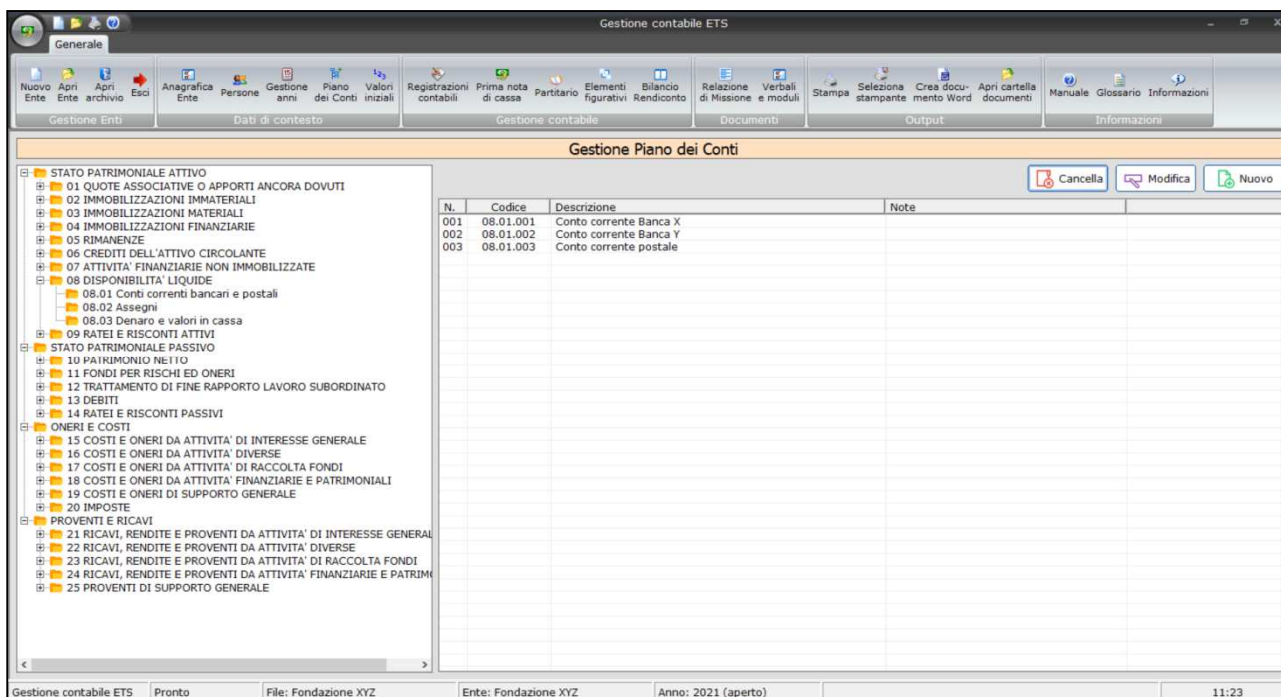 Gestione contabile ETS
Generale
Nuovo Ente
Apri Ente
Apri archivio
Esci
Anagrafica Ente
Persone
Gestione anni
Piano dei Conti
Valori iniziali
Registrazioni contabili
Prima nota di cassa
Partitario
Elementi figurativi
Bilancio Rendiconto
Relazione di Missione
Verbali e moduli
Stampa
Seleziona stampante
Crea docu- mento Word
Apri cartella documenti
Manuale
Glossario
Informazioni
Gestione Enti
Dati di contesto
Gestione contabile
Documenti
Output
Informazioni
Gestione Piano dei Conti
STATO PATRIMONIALE ATTIVO
01 QUOTE ASSOCIATIVE O APPORTI ANCORA DOVUTI
02 IMMOBILIZZAZIONI IMMATERIALI
03 IMMOBILIZZAZIONI MATERIALI
04 IMMOBILIZZAZIONI FINANZIARIE
05 RIMANENZE
06 CREDITI DELL'ATTIVO CIRCOLANTE
07 ATTIVITA' FINANZIARIE NON IMMOBILIZZATE
08 DISPONIBILITA' LIQUIDE
08.01 Conti correnti bancari e postali
08.02 Assegni
08.03 Denaro e valori in cassa
09 RATEI E RISCONTI ATTIVI
STATO PATRIMONIALE PASSIVO
10 PATRIMONIO NETTO
11 FONDI PER RISCHI ED ONERI
12 TRATTAMENTO DI FINE RAPPORTO LAVORO SUBORDINATO
13 DEBITI
14 RATEI E RISCONTI PASSIVI
ONERI E COSTI
15 COSTI E ONERI DA ATTIVITA' DI INTERESSE GENERALE
16 COSTI E ONERI DA ATTIVITA' DIVERSE
17 COSTI E ONERI DA ATTIVITA' DI RACCOLTA FONDI
18 COSTI E ONERI DA ATTIVITA' FINANZIARIE E PATRIMONIALI
19 COSTI E ONERI DI SUPPORTO GENERALE
20 IMPOSTE
PROVENTI E RICAVI
21 RICAVI, RENDITE E PROVENTI DA ATTIVITA' DI INTERESSE GENERAL
22 RICAVI, RENDITE E PROVENTI DA ATTIVITA' DIVERSE
23 RICAVI, RENDITE E PROVENTI DA ATTIVITA' DI RACCOLTA FONDI
24 RICAVI, RENDITE E PROVENTI DA ATTIVITA' FINANZIARIE E PATRIM
25 PROVENTI DI SUPPORTO GENERALE
Cancella
Modifica
Nuovo
N. Codice Descrizione Note
001 08.01.001 Conto corrente Banca X
002 08.01.002 Conto corrente Banca Y
003 08.01.003 Conto corrente postale
Gestione contabile ETS Pronto File: Fondazione XYZ Ente: Fondazione XYZ Anno: 2021 (aperto) 11:23